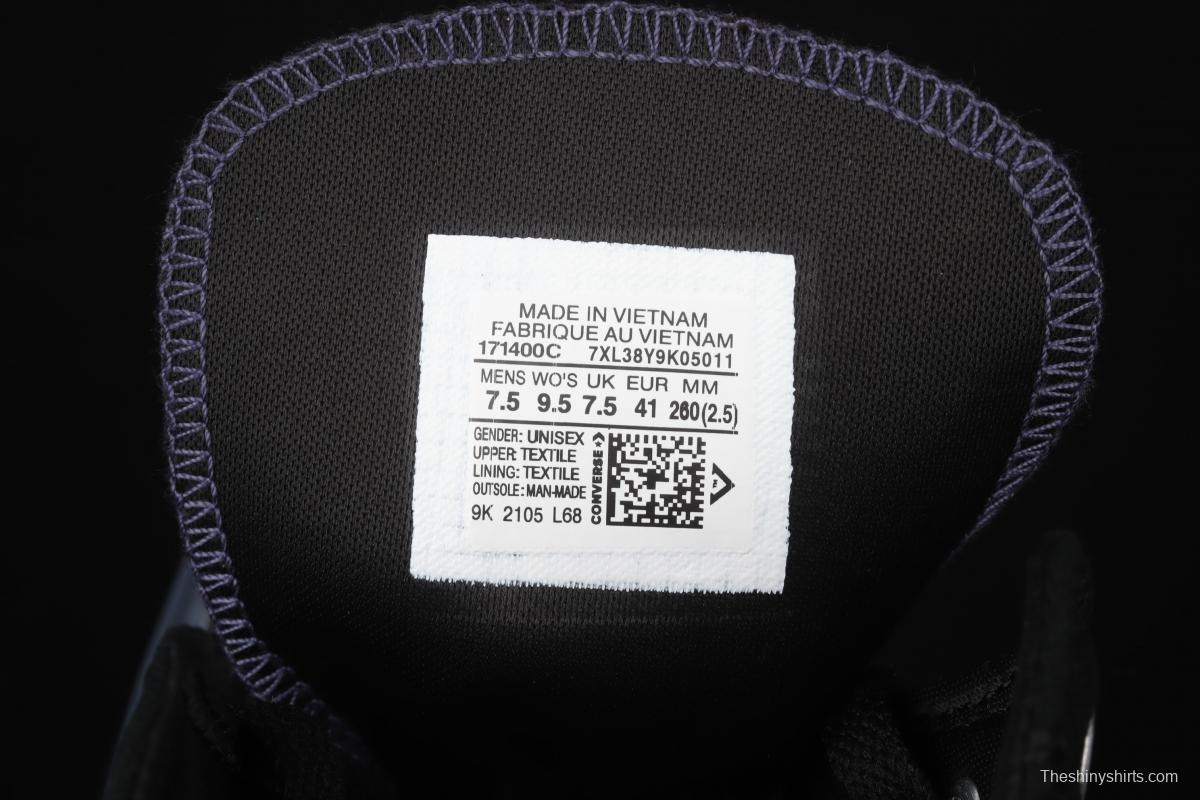 MADE IN VIETNAM
FABRIQUE AU VIETNAM
171400C 7XL38Y9K05011
MENS WO'S UK EUR MM
7.5 9.5 7.5 41 260(2.5)
GENDER: UNISEX
UPPER: TEXTILE
LINING: TEXTILE
OUTSOLE: MAN-MADE
9K 2105 L68
CONVERSE
Theshinyshirts.com